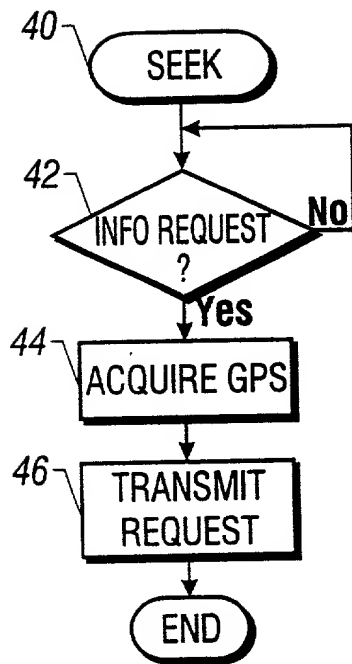 40
SEEK
42
INFO REQUEST
?
No
Yes
44
ACQUIRE GPS
46
TRANSMIT
REQUEST
END